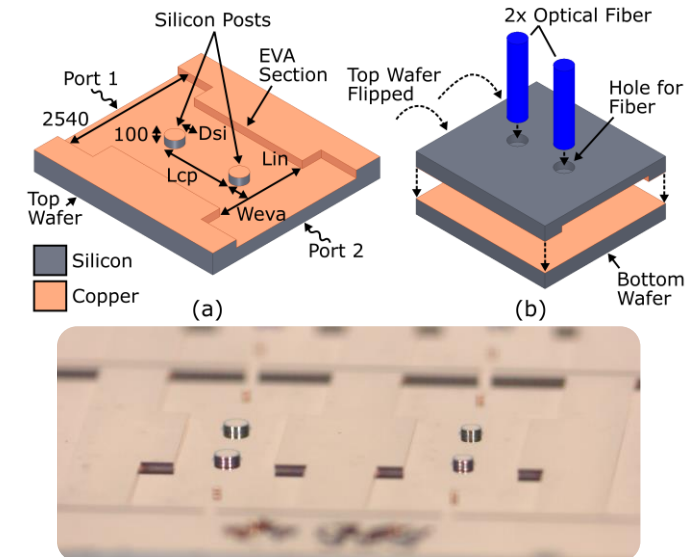 Silicon Posts
EVA
Section
Port 1
2540
100
Dsi
Lcp
Lin
Weva
Top
Wafer
Port 2
Silicon
Copper
(a)
2x Optical Fiber
Top Wafer
Flipped
Hole for
Fiber
Bottom
Wafer
(b)